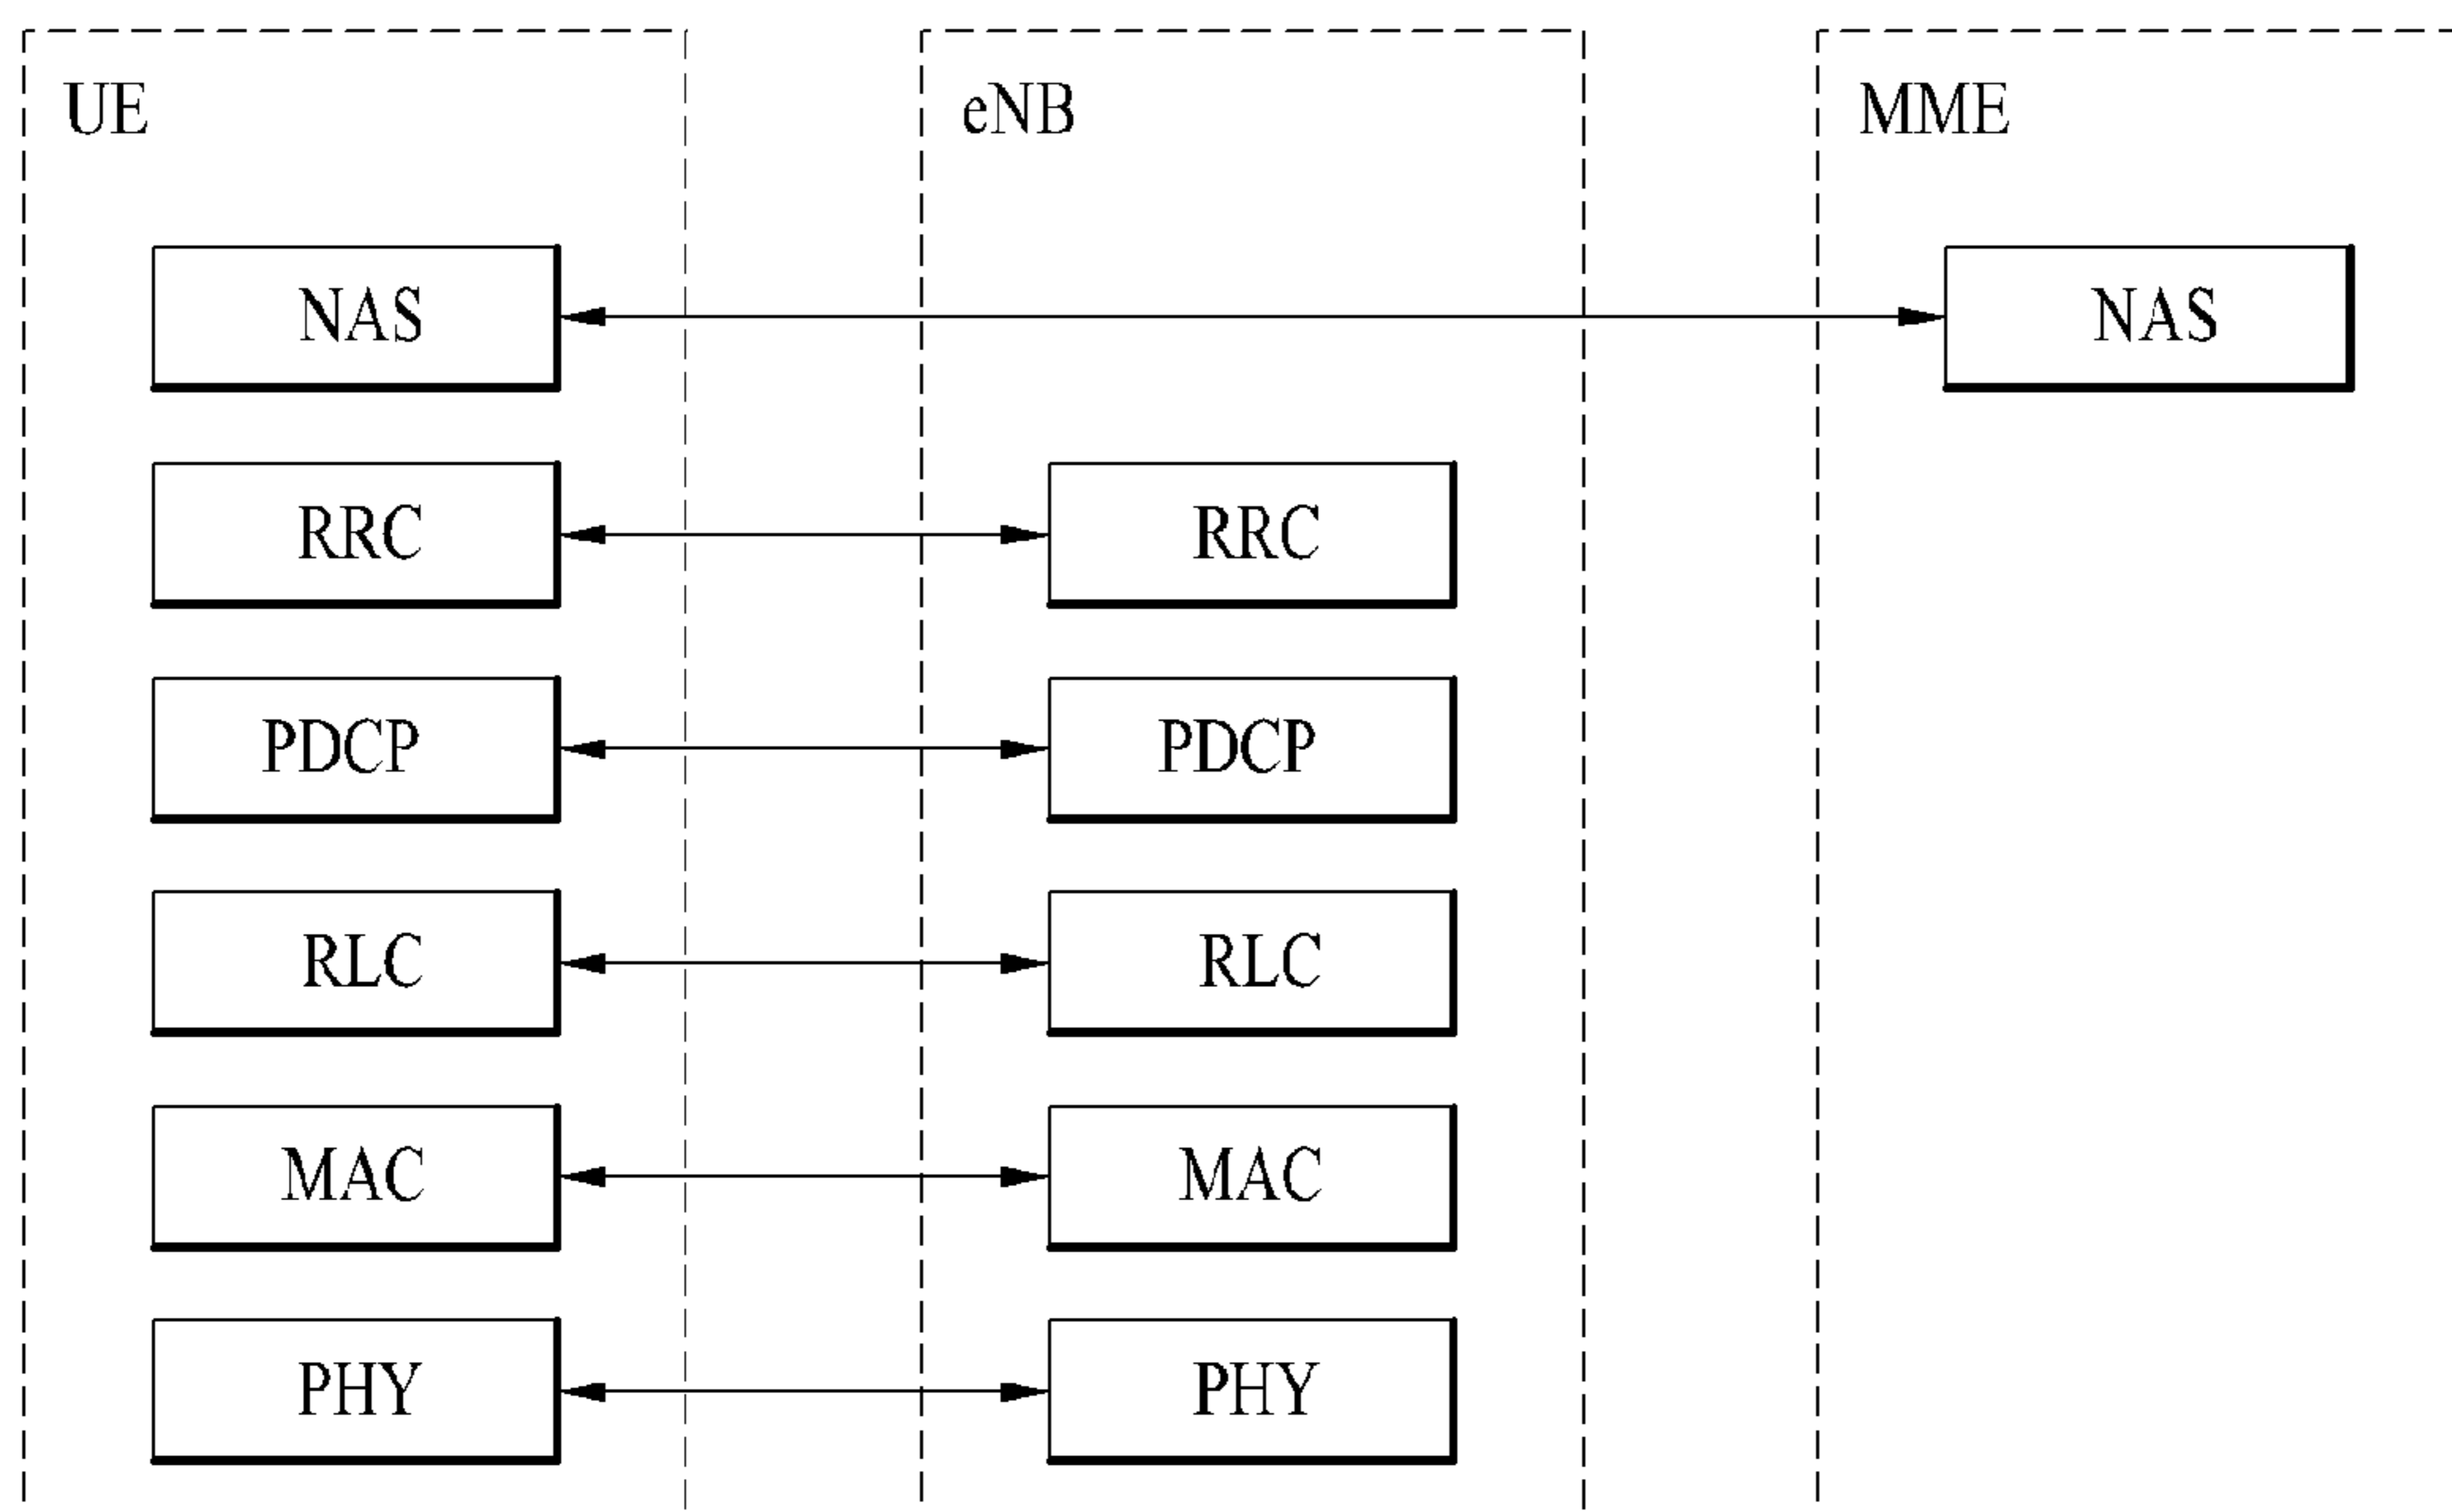 UE eNB MME
NAS NAS
RRC RRC
PDCP PDCP
RLC RLC
MAC MAC
PHY PHY